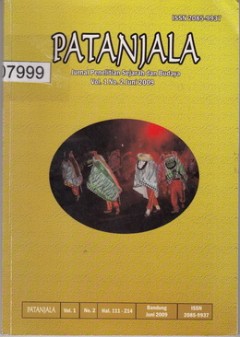 ISSN 2085-9937
PATANJALA
07999
Jurnal Penelitian Sejarah dan Budaya
Vol. 1 No. 2 Juni 2009
PATANJALA
Vol. 1
No. 2
Hal. 111 - 214
Bandung
Juni 2009
ISSN
2085-9937